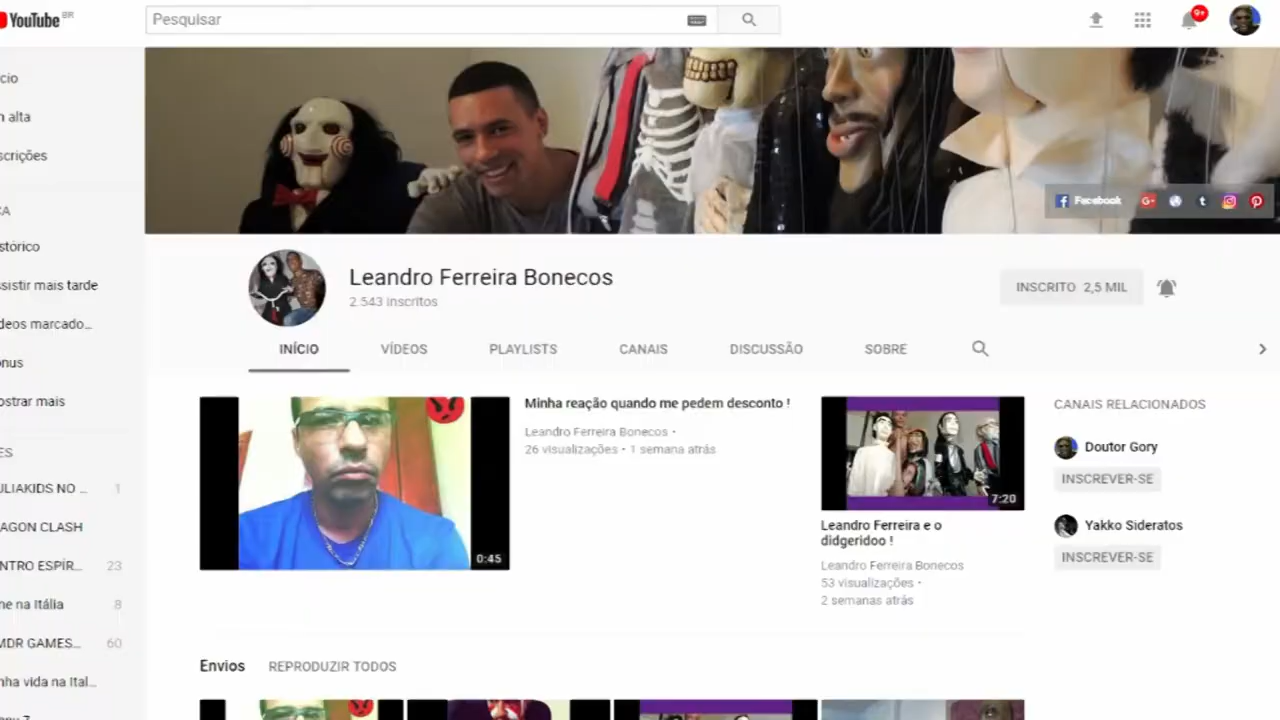 YouTube BR
Pesquisar
9+
cio
n alta
scrições
CA
stórico
ssistir mais tarde
deos marcado...
onus
ostrar mais
ES
ULIAKIDS NO ... 1
AGON CLASH
NTRO ESPÍR... 23
ne na Itália 8
MDR GAMES... 60
nha vida na Ital...
Facebook
Leandro Ferreira Bonecos
2.543 inscritos
INSCRITO 2,5 MIL
INÍCIO VÍDEOS PLAYLISTS CANAIS DISCUSSÃO SOBRE
0:45
Minha reação quando me pedem desconto !
Leandro Ferreira Bonecos •
26 visualizações • 1 semana atrás
7:20
Leandro Ferreira e o
didgeridoo !
Leandro Ferreira Bonecos
53 visualizações •
2 semanas atrás
CANAIS RELACIONADOS
Doutor Gory
INSCREVER-SE
Yakko Sideratos
INSCREVER-SE
Envios REPRODUZIR TODOS